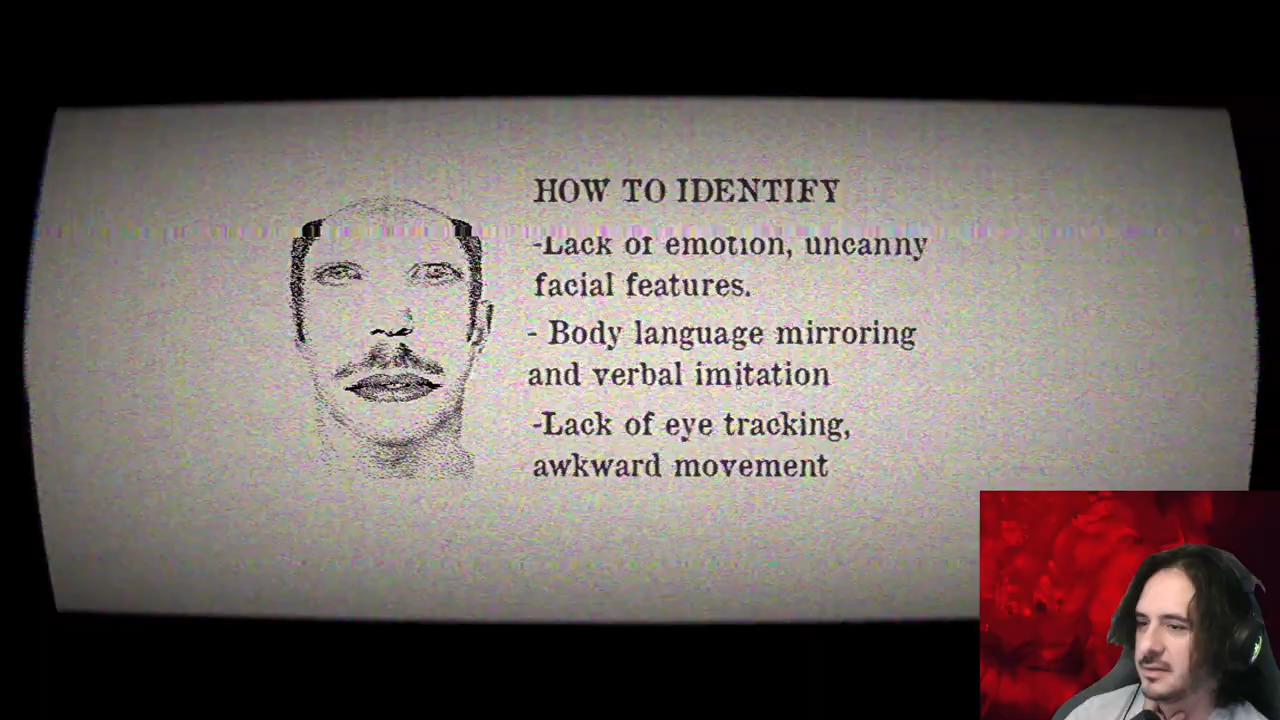 HOW TO IDENTIFY
-Lack of emotion, uncanny
facial features.
- Body language mirroring
and verbal imitation
-Lack of eye tracking,
awkward movement